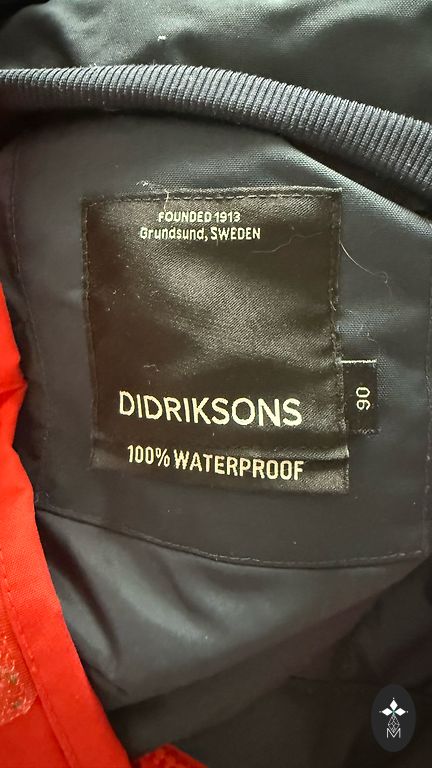 FOUNDED 1913
Grundsund, SWEDEN
DIDRIKSONS
90
100% WATERPROOF
M